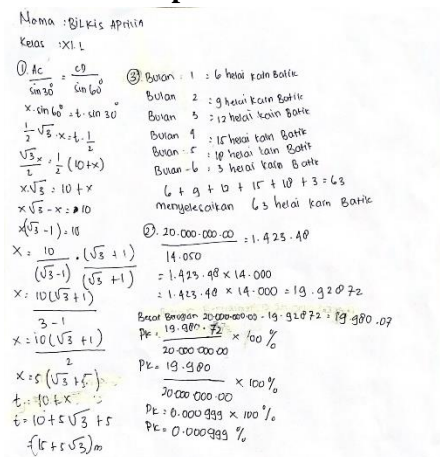 Nama : Bilkis Aprilia
Kelas : XI.1
① AC / sin 30° = CD / sin 60°
x. sin 60° = t. sin 30°
1/2 √3 . x = t . 1/2
√3x / 2 = 1/2 (10+x)
x.√3 = 10 + x
x√3 - x = 10
x(√3 - 1) = 10
x = 10 / (√3-1) . (√3 + 1) / (√3 + 1)
x = 10(√3 + 1) / 3 - 1
x = 10(√3 + 1) / 2
x = 5(√3 + 5)
t = 10 + x
t = 10 + 5√3 + 5
= (15 + 5√3) m
③ Bulan 1 : 6 helai kain Batik
Bulan 2 : 9 helai kain Batik
Bulan 3 : 12 helai kain Batik
Bulan 4 : 15 helai kain Batik
Bulan 5 : 18 helai kain Batik
Bulan 6 : 3 helai kain Batik
6 + 9 + 12 + 15 + 18 + 3 = 63
menyelesaikan 63 helai kain Batik
②. 20.000.000.00 / 14.050 = 1.423.48
= 1.423.48 × 14.000
= 1.423.48 × 14.000 = 19.92872
20.000.000.00 - 19.92872 = 19.980.07
PK = 19.980.72 / 20.000.000.00 × 100 %
PK = 19.980 / 20.000.000.00 × 100 %
PK = 0.000999 × 100 %
PK = 0.000999 %